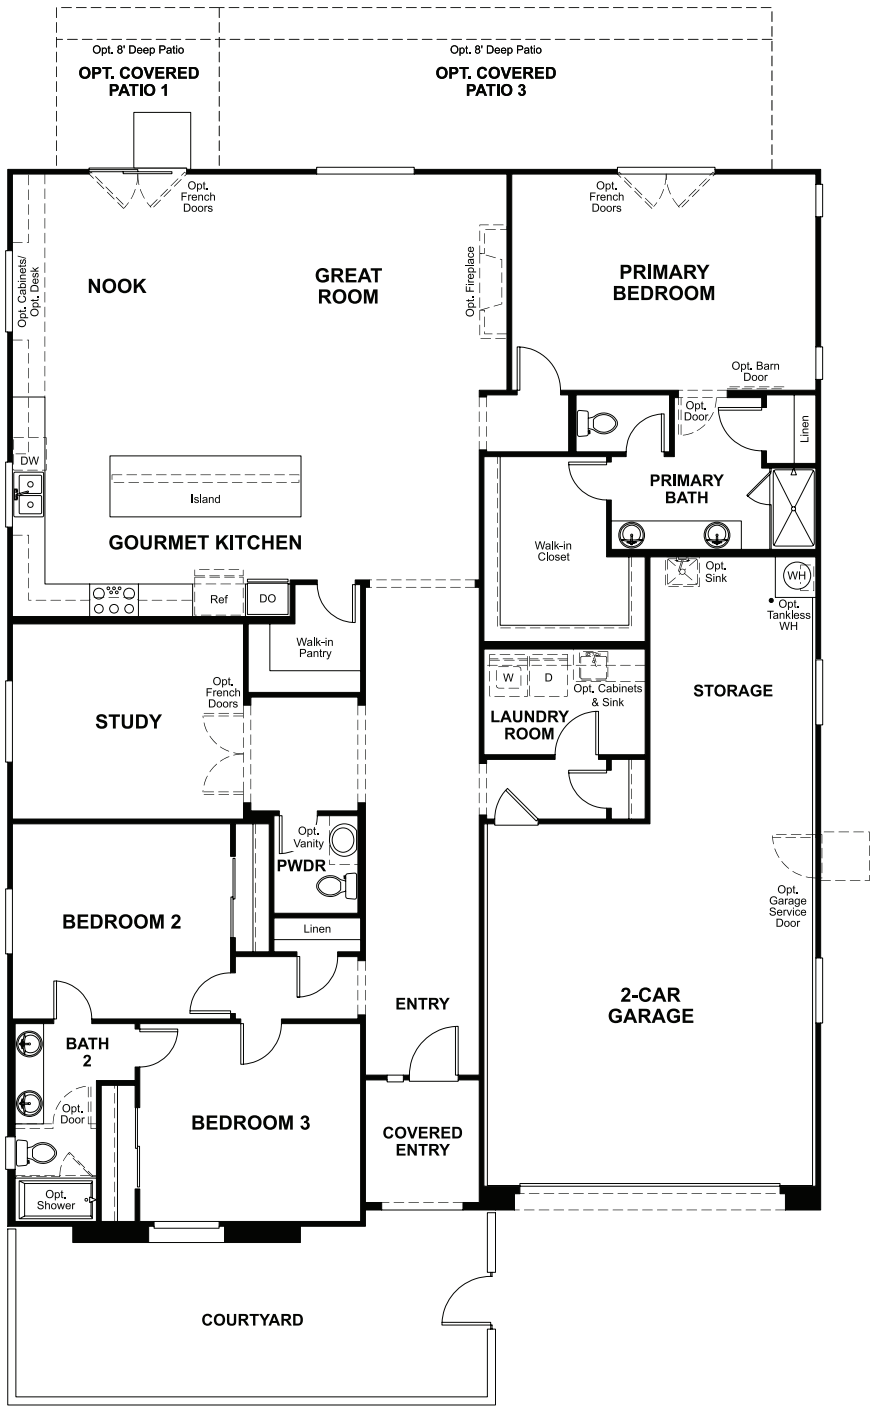 Opt. 8' Deep Patio
OPT. COVERED
PATIO 1
Opt. 8' Deep Patio
OPT. COVERED
PATIO 3
Opt.
French
Doors
Opt.
French
Doors
Opt. Cabinets/
Opt. Desk
NOOK
GREAT
ROOM
Opt. Fireplace
PRIMARY
BEDROOM
Opt. Barn
Door
Opt.
Door
Linen
DW
Island
GOURMET KITCHEN
PRIMARY
BATH
Walk-in
Closet
Opt.
Sink
WH
Opt.
Tankless
WH
Ref
DO
Walk-in
Pantry
Opt.
French
Doors
STUDY
W
D
Opt. Cabinets
& Sink
LAUNDRY
ROOM
STORAGE
Opt.
Vanity
PWDR
Opt.
Garage
Service
Door
BEDROOM 2
Linen
ENTRY
2-CAR
GARAGE
BATH
2
Opt.
Door
BEDROOM 3
COVERED
ENTRY
Opt.
Shower
COURTYARD